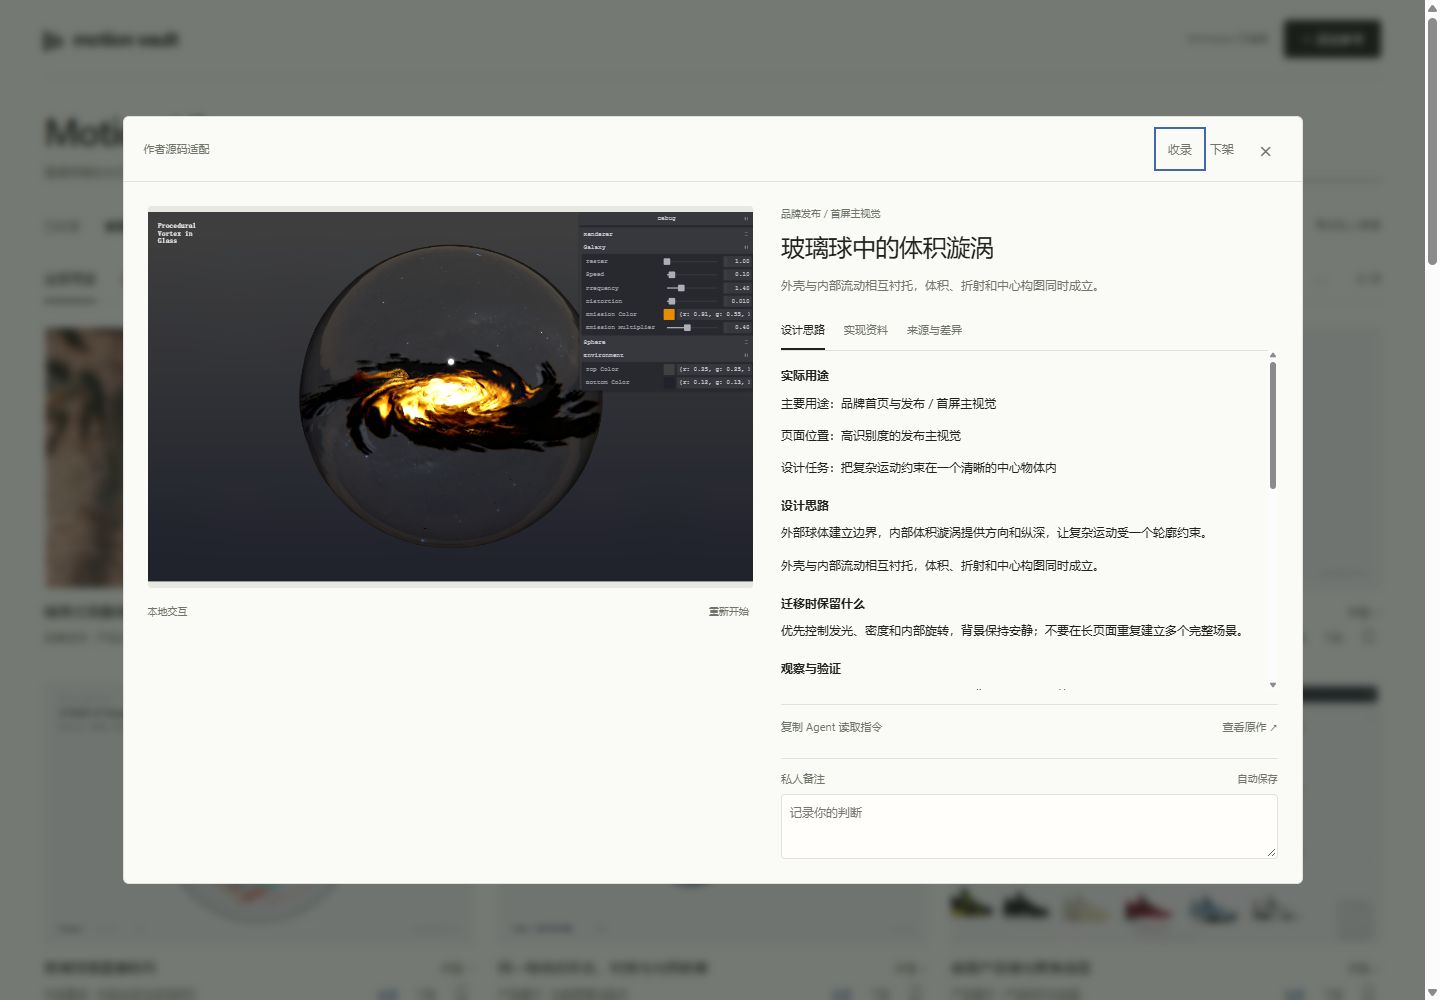 motion vault
作者源码适配
收录
下架
×
Procedural
Vortex in
Glass
Debug
Renderer
Galaxy
Speed
0.10
Frequency
1.40
Distortion
0.010
Emission Color
Emission Multiplier
0.40
Sphere
Environment
Top Color
Bottom Color
本地交互
重新开始
品牌发布 / 首屏主视觉
玻璃球中的体积漩涡
外壳与内部流动相互衬托，体积、折射和中心构图同时成立。
设计思路
实现资料
来源与差异
实际用途
主要用途：品牌首页与发布 / 首屏主视觉
页面位置：高识别度的发布主视觉
设计任务：把复杂运动约束在一个清晰的中心物体内
设计思路
外部球体建立边界，内部体积漩涡提供方向和纵深，让复杂运动受一个轮廓约束。
外壳与内部流动相互衬托，体积、折射和中心构图同时成立。
迁移时保留什么
优先控制发光、密度和内部旋转，背景保持安静；不要在长页面重复建立多个完整场景。
观察与验证
复制 Agent 读取指令
查看原作 ↗
私人备注
自动保存
记录你的判断